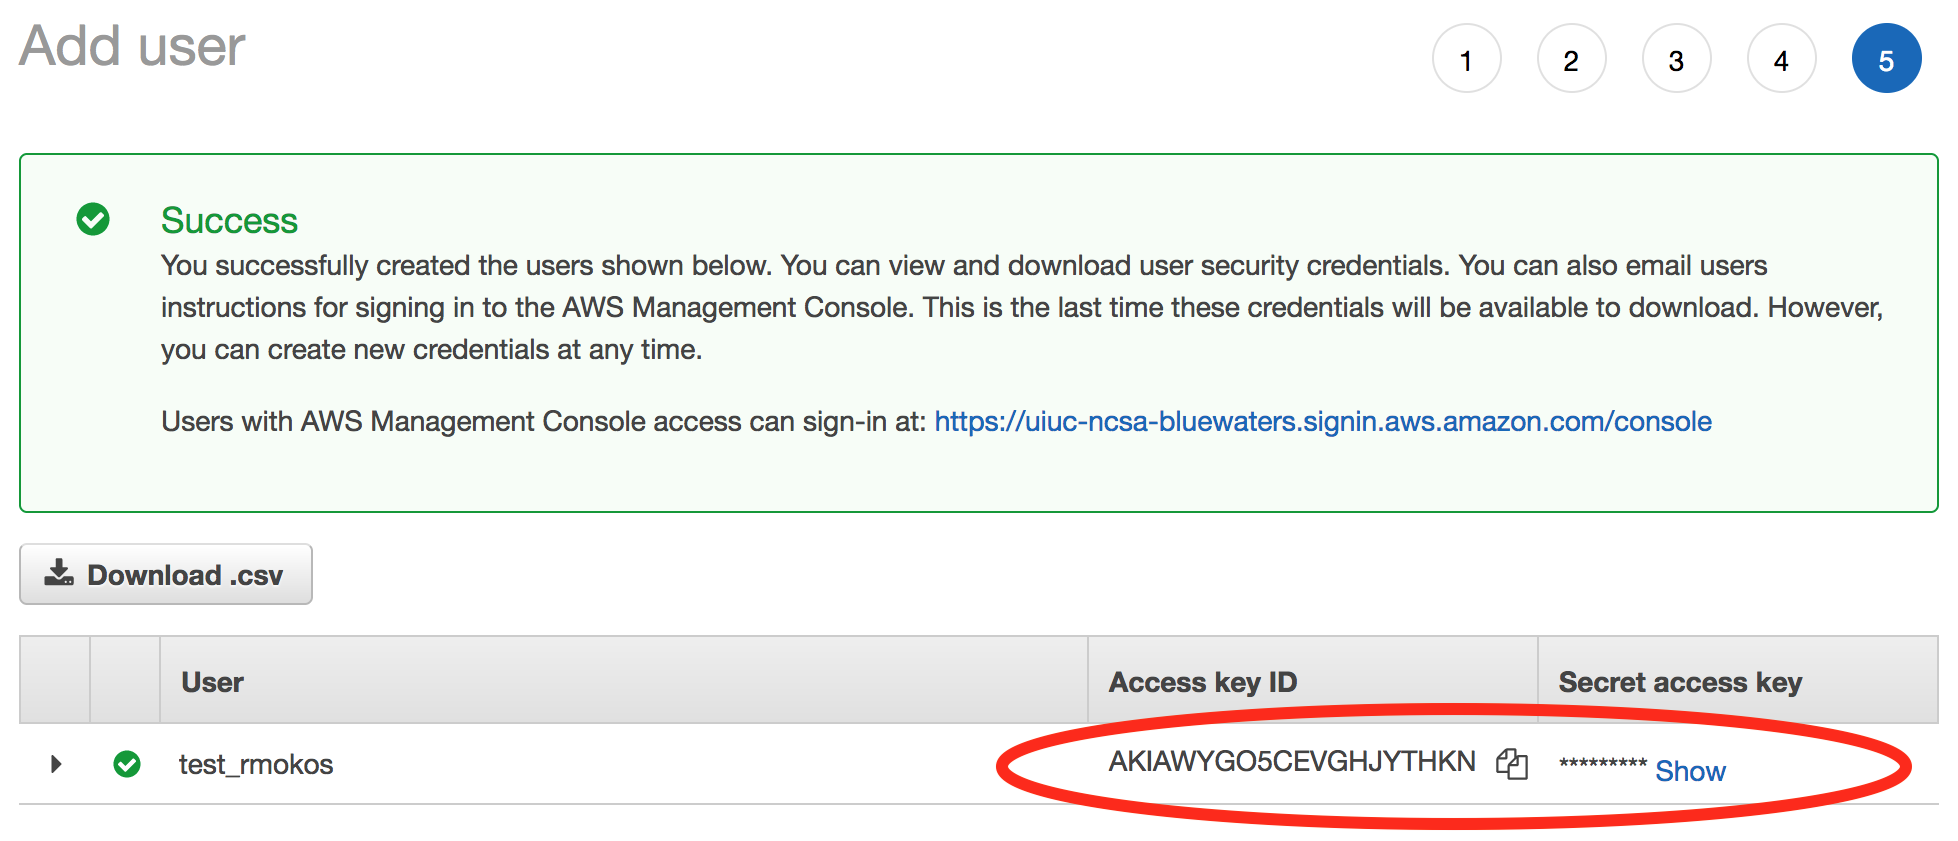 Add user
1 2 3 4 5
Success
You successfully created the users shown below. You can view and download user security credentials. You can also email users
instructions for signing in to the AWS Management Console. This is the last time these credentials will be available to download. However,
you can create new credentials at any time.
Users with AWS Management Console access can sign-in at: https://uiuc-ncsa-bluewaters.signin.aws.amazon.com/console
Download .csv
User Access key ID Secret access key
test_rmokos AKIAWYGO5CEVGHJYTHKN ********* Show